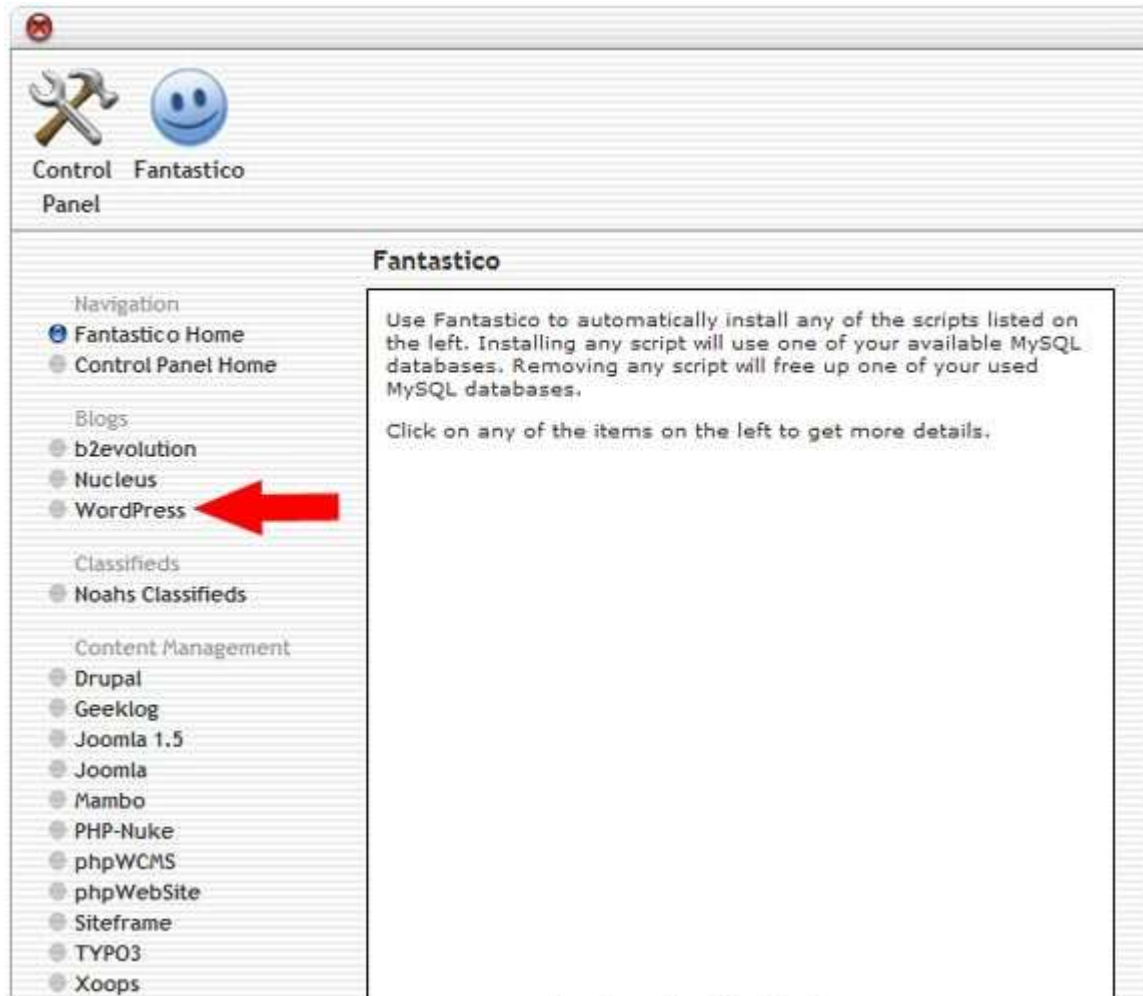 Control Fantastico
Panel
Fantastico
Navigation
Fantastico Home
Control Panel Home
Blogs
b2evolution
Nucleus
WordPress
Classifieds
Noahs Classifieds
Content Management
Drupal
Geeklog
Joomla 1.5
Joomla
Mambo
PHP-Nuke
phpWCMS
phpWebSite
Siteframe
TYPO3
Xoops
Use Fantastico to automatically install any of the scripts listed on
the left. Installing any script will use one of your available MySQL
databases. Removing any script will free up one of your used
MySQL databases.
Click on any of the items on the left to get more details.